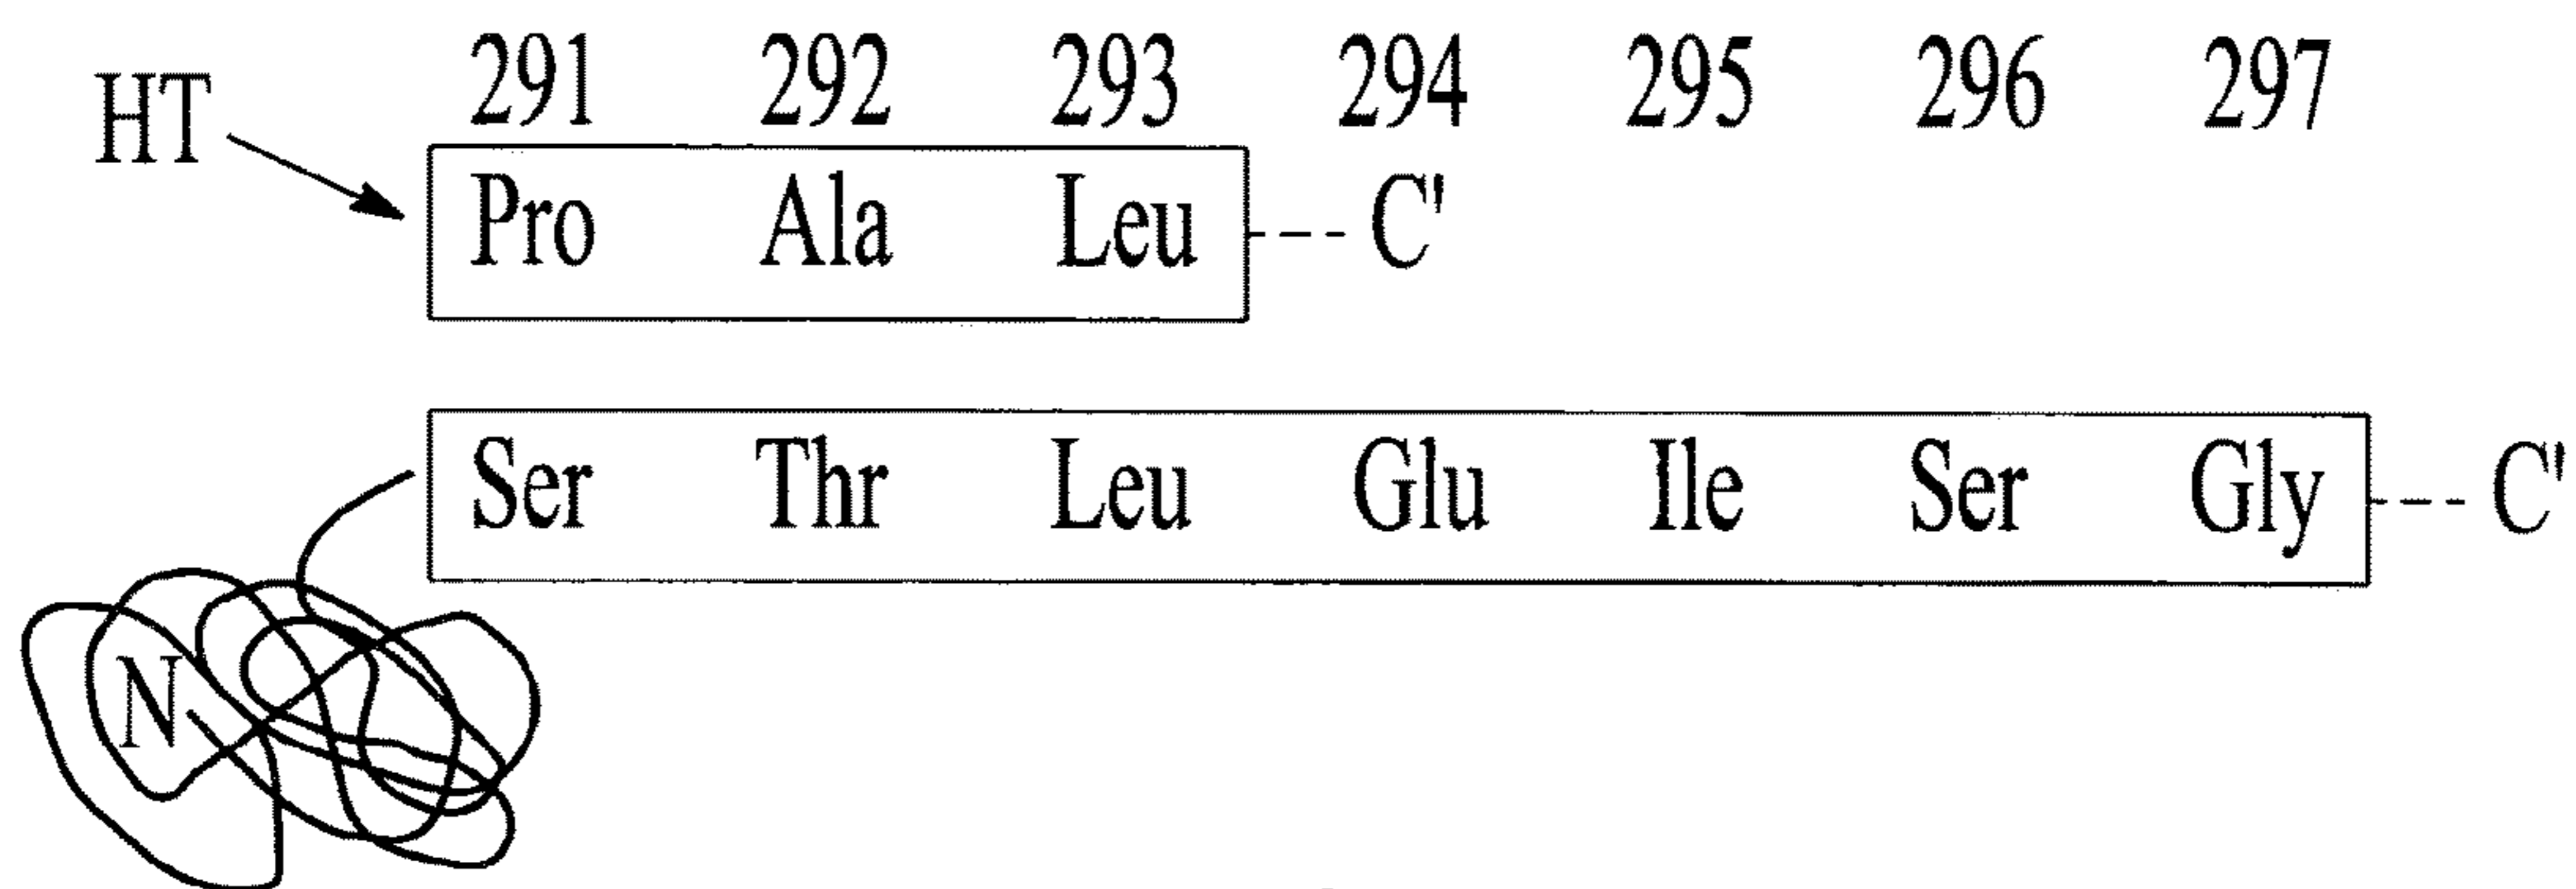 291 292 293 294 295 296 297
HT
Pro Ala Leu C'
Ser Thr Leu Glu Ile Ser Gly C'
N